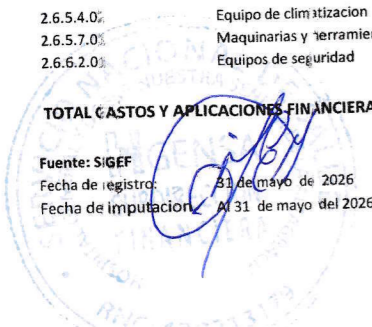 2.6.5.4.0 Equipo de climatizacion
2.6.5.7.0 Maquinarias y herramie
2.6.6.2.0 Equipos de seguridad
TOTAL GASTOS Y APLICACIONES FINANCIERA
Fuente: SIGEF
Fecha de registro: 31 de mayo de 2026
Fecha de imputacion Al 31 de mayo del 2026